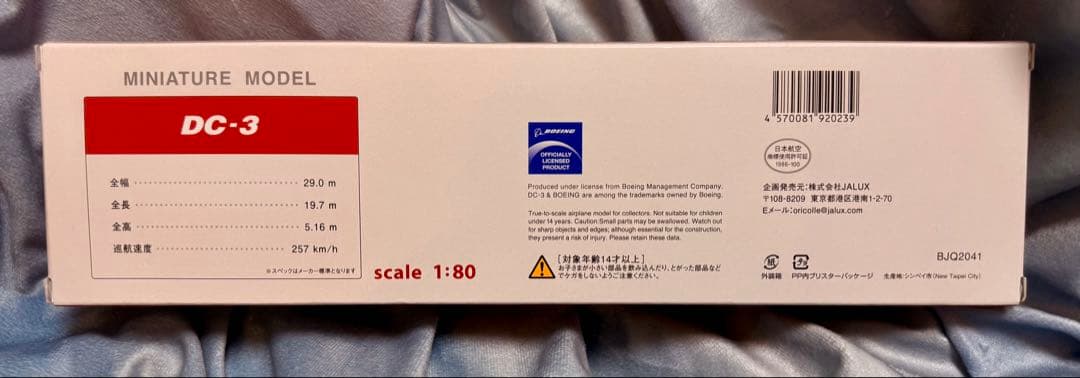 MINIATURE MODEL
DC-3
全幅 29.0 m
全長 19.7 m
全高 5.16 m
巡航速度 257 km/h
※スペックはメーカー標準となります
scale 1:80
BOEING
OFFICIALLY
LICENSED
PRODUCT
Produced under license from Boeing Management Company.
DC-3 & BOEING are among the trademarks owned by Boeing.
True-to-scale airplane model for collectors. Not suitable for children
under 14 years. Caution:Small parts may be swallowed. Watch out
for sharp objects and edges; although essential for the construction,
they present a risk of injury. Please retain these data.
[対象年齢14才以上]
お子さまが小さい部品を飲み込んだり、とがった部品など
でケガをしないようご注意ください。
4 570081 920239
日本航空
商標使用許可証
1996-100
企画発売元:株式会社JALUX
〒108-8209 東京都港区港南1-2-70
Eメール:oricolle@jalux.com
紙
外装箱
PP内ブリスターパッケージ
BJQ2041
生産地:シンペイ市(New Taipei City)